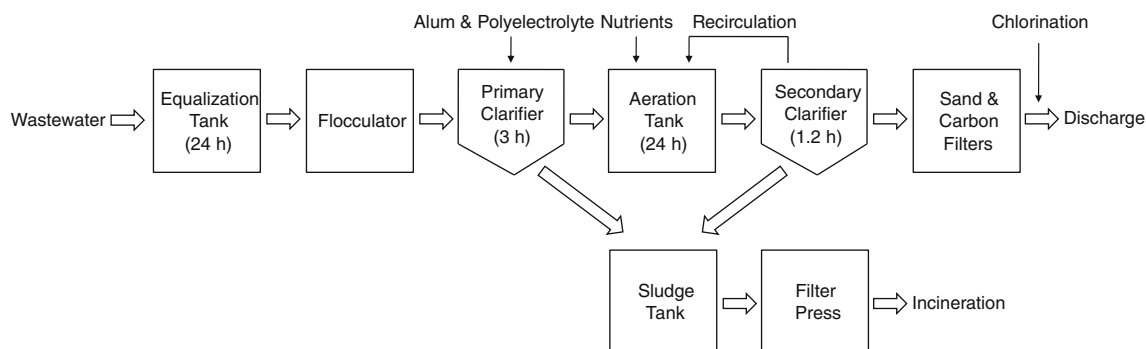 Alum & Polyelectrolyte Nutrients
Recirculation
Chlorination
Wastewater
Equalization
Tank
(24 h)
Flocculator
Primary
Clarifier
(3 h)
Aeration
Tank
(24 h)
Secondary
Clarifier
(1.2 h)
Sand &
Carbon
Filters
Discharge
Sludge
Tank
Filter
Press
Incineration